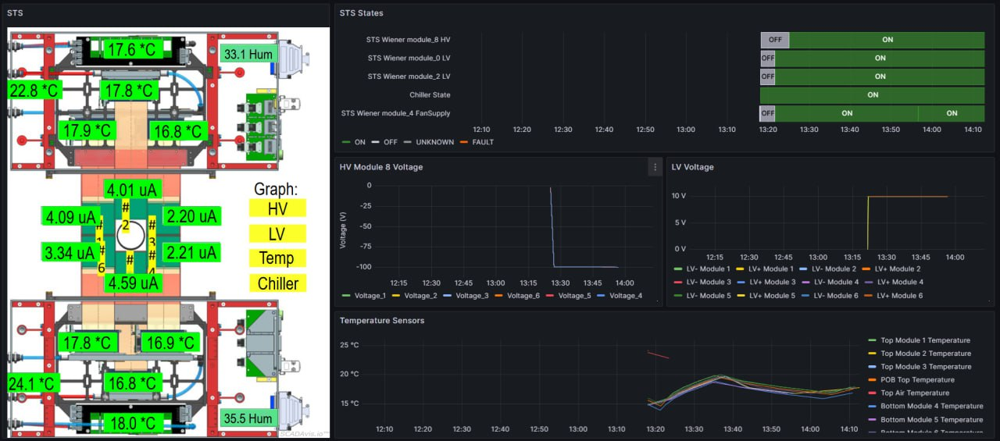 STS
17.6 *C
33.1 Hum
22.8 *C
17.8 *C
17.9 *C
16.8 *C
4.01 uA
Graph:
#
2
HV
4.09 uA
2.20 uA
#
1
#
3
LV
3.34 uA
2.21 uA
#
6
#
#
4
Temp
4.59 uA
Chiller
17.8 *C
16.9 *C
24.1 *C
16.8 *C
35.5 Hum
18.0 *C
SCADAvis.io
STS States
STS Wiener module_8 HV
OFF
ON
STS Wiener module_0 LV
OFF
ON
STS Wiener module_2 LV
OFF
ON
Chiller State
ON
STS Wiener module_4 FanSupply
OFF
ON
ON
12:10 12:20 12:30 12:40 12:50 13:00 13:10 13:20 13:30 13:40 13:50 14:00 14:10
ON OFF UNKNOWN FAULT
HV Module 8 Voltage
Voltage (V)
0
-25
-50
-75
-100
12:15 12:30 12:45 13:00 13:15 13:30 13:45 14:00
Voltage_1 Voltage_2 Voltage_3 Voltage_6 Voltage_5 Voltage_4
LV Voltage
10 V
5 V
0 V
12:15 12:30 12:45 13:00 13:15 13:30 13:45 14:00
LV- Module 1 LV+ Module 1 LV- Module 2 LV+ Module 2
LV- Module 3 LV+ Module 3 LV- Module 4 LV+ Module 4
LV- Module 5 LV+ Module 5 LV- Module 6 LV+ Module 6
Temperature Sensors
25 °C
20 °C
15 °C
12:10 12:20 12:30 12:40 12:50 13:00 13:10 13:20 13:30 13:40 13:50 14:00 14:10
Top Module 1 Temperature
Top Module 2 Temperature
Top Module 3 Temperature
POB Top Temperature
Top Air Temperature
Bottom Module 4 Temperature
Bottom Module 5 Temperature
Bottom Module 6 Temperature